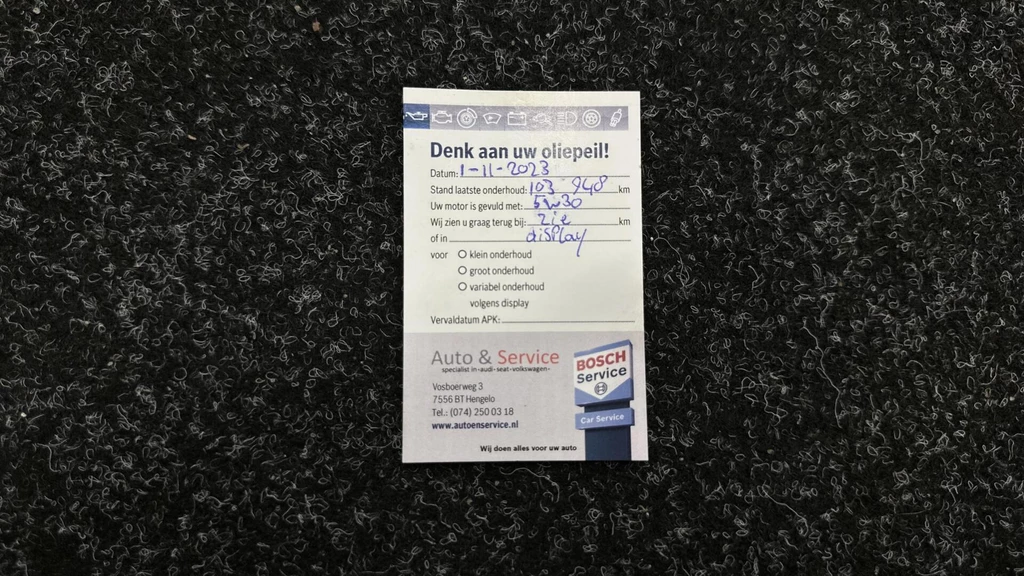 Denk aan uw oliepeil!
Datum: 1-11-2023
Stand laatste onderhoud: 103 948 km
Uw motor is gevuld met: 5w30
Wij zien u graag terug bij: zie km
of in display
voor O klein onderhoud
O groot onderhoud
O variabel onderhoud
volgens display
Vervaldatum APK:
Auto & Service
specialist in-audi-seat-volkswagen-
Vosboerweg 3
7556 BT Hengelo
Tel.: (074) 250 03 18
www.autoenservice.nl
BOSCH
Service
Car Service
Wij doen alles voor uw auto